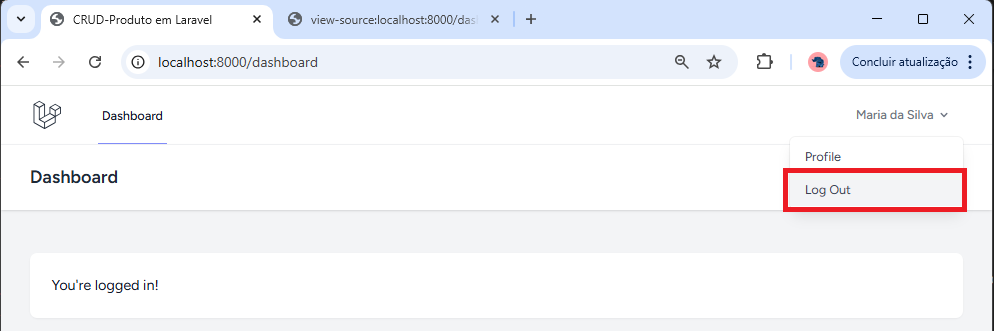 CRUD-Produto em Laravel
view-source:localhost:8000/das
localhost:8000/dashboard
Concluir atualização
Dashboard
Maria da Silva
Profile
Dashboard
Log Out
You're logged in!